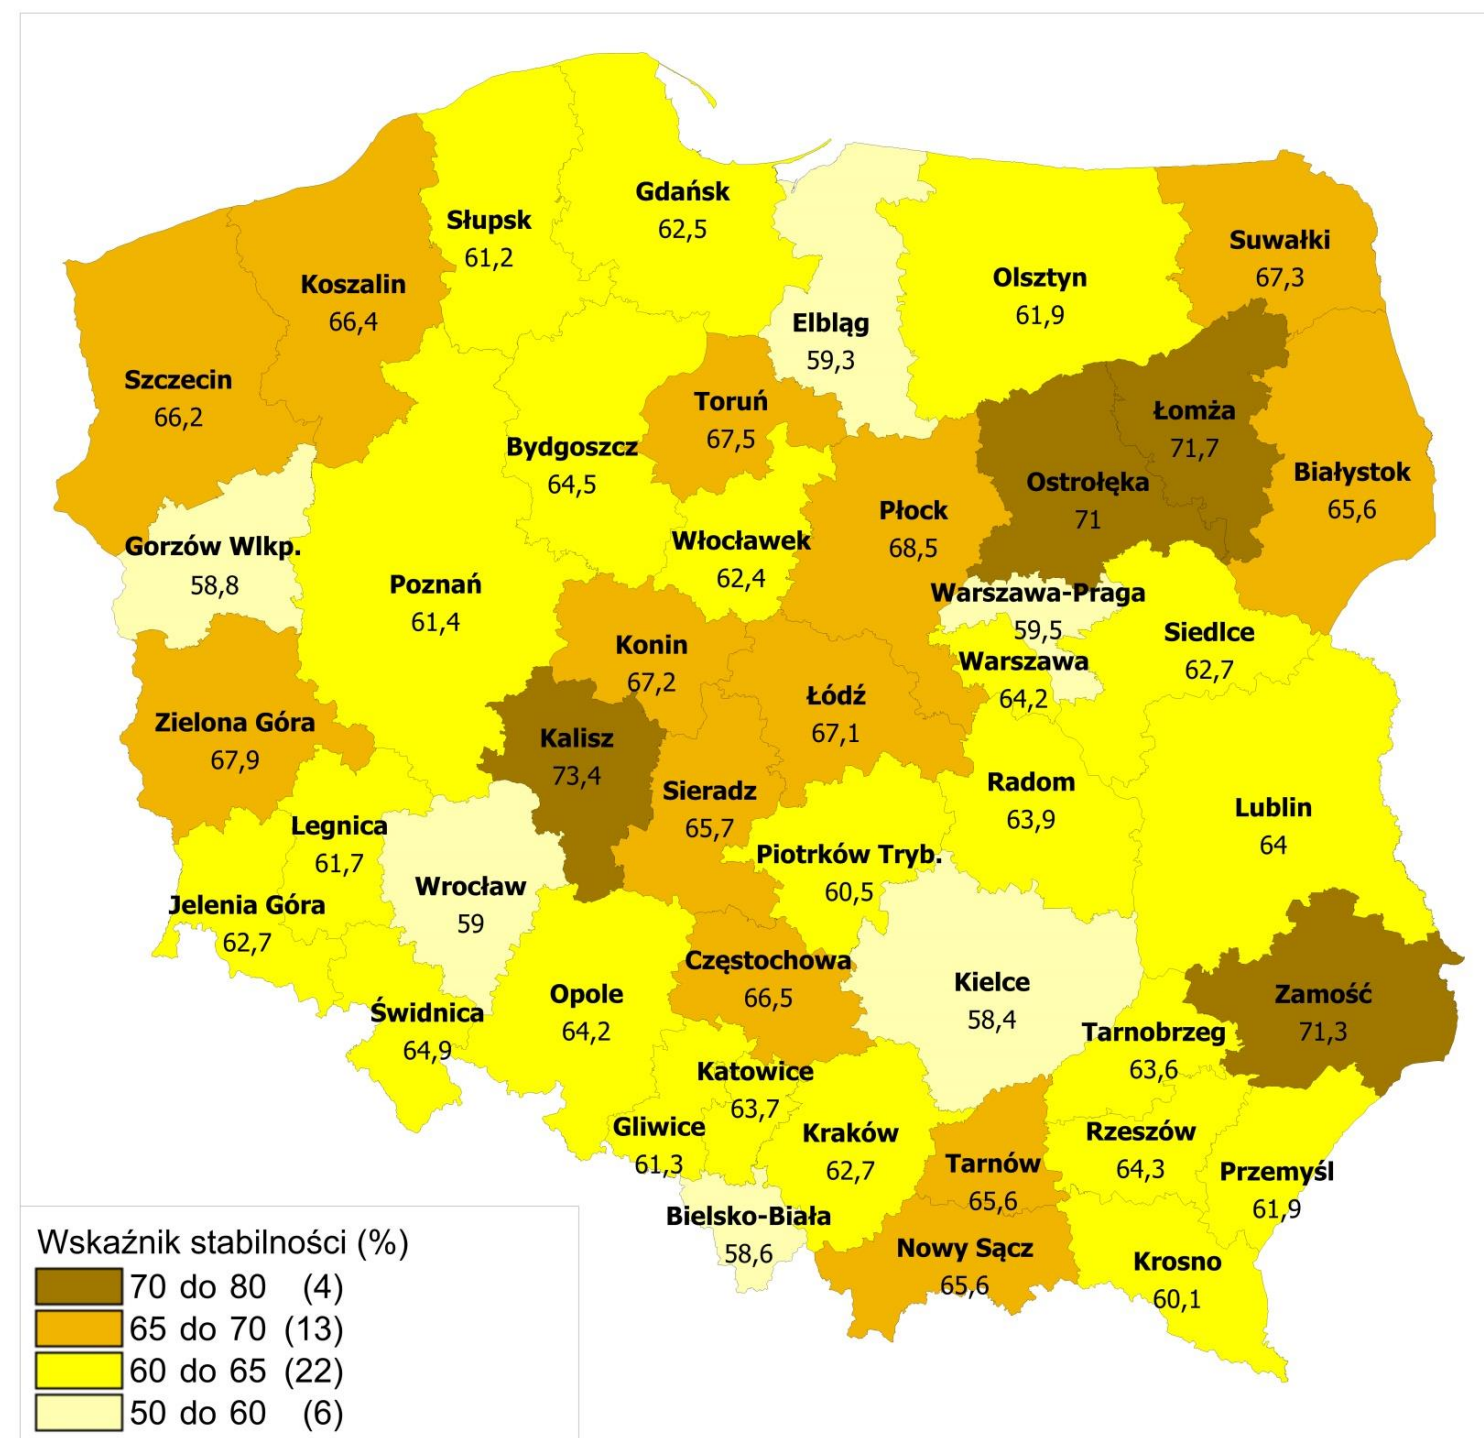 Gdańsk
62,5
Słupsk
61,2
Suwałki
67,3
Olsztyn
61,9
Koszalin
66,4
Elbląg
59,3
Szczecin
66,2
Toruń
67,5
Łomża
71,7
Bydgoszcz
64,5
Ostrołęka
71
Białystok
65,6
Płock
68,5
Gorzów Wlkp.
58,8
Włocławek
62,4
Poznań
61,4
Warszawa-Praga
59,5
Siedlce
62,7
Konin
67,2
Warszawa
64,2
Łódź
67,1
Zielona Góra
67,9
Kalisz
73,4
Sieradz
65,7
Radom
63,9
Lublin
64
Legnica
61,7
Piotrków Tryb.
60,5
Wrocław
59
Jelenia Góra
62,7
Częstochowa
66,5
Kielce
58,4
Opole
64,2
Zamość
71,3
Świdnica
64,9
Tarnobrzeg
63,6
Katowice
63,7
Gliwice
61,3
Kraków
62,7
Rzeszów
64,3
Tarnów
65,6
Przemyśl
61,9
Bielsko-Biała
58,6
Nowy Sącz
65,6
Krosno
60,1
Wskaźnik stabilności (%)
70 do 80 (4)
65 do 70 (13)
60 do 65 (22)
50 do 60 (6)